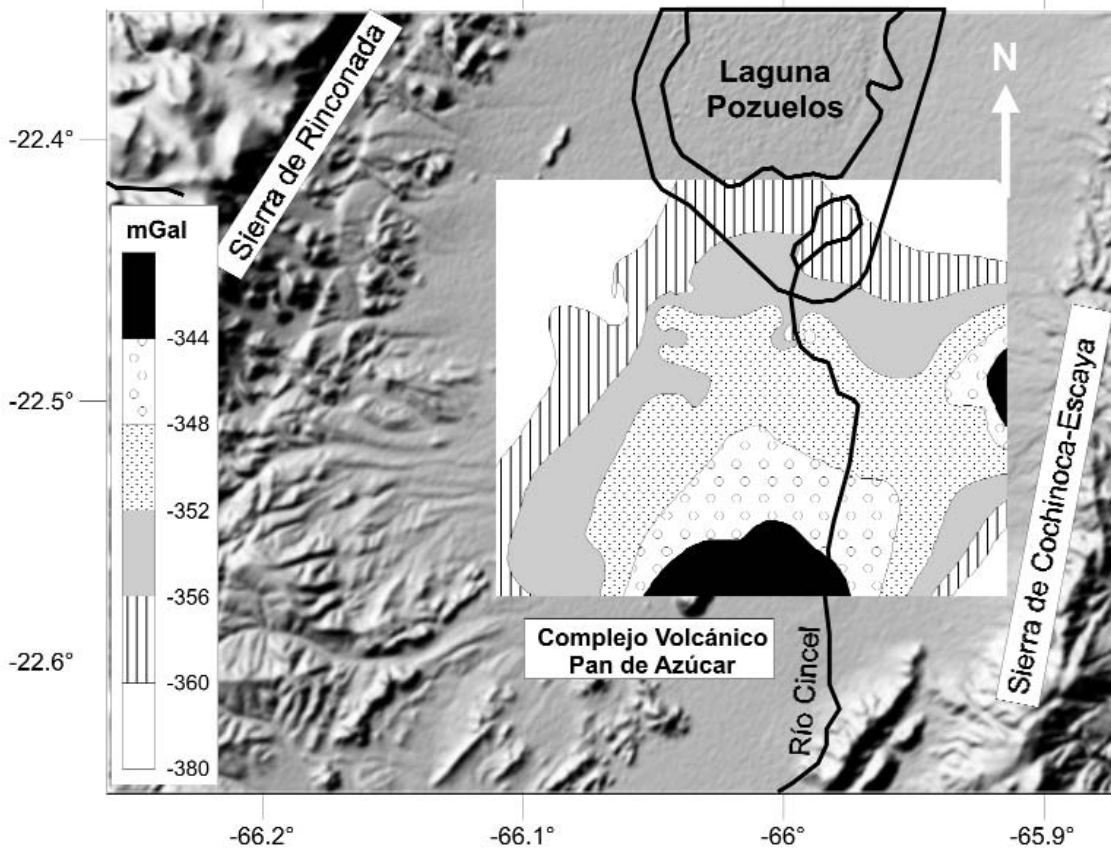 Laguna
Pozuelos
N
Sierra de Rinconada
-22.4°
mGal
-344
-348
-352
-356
-360
-380
-22.5°
-22.6°
Sierra de Cochinoca-Escaya
Complejo Volcánico
Pan de Azúcar
Río Cincel
-66.2°
-66.1°
-66°
-65.9°